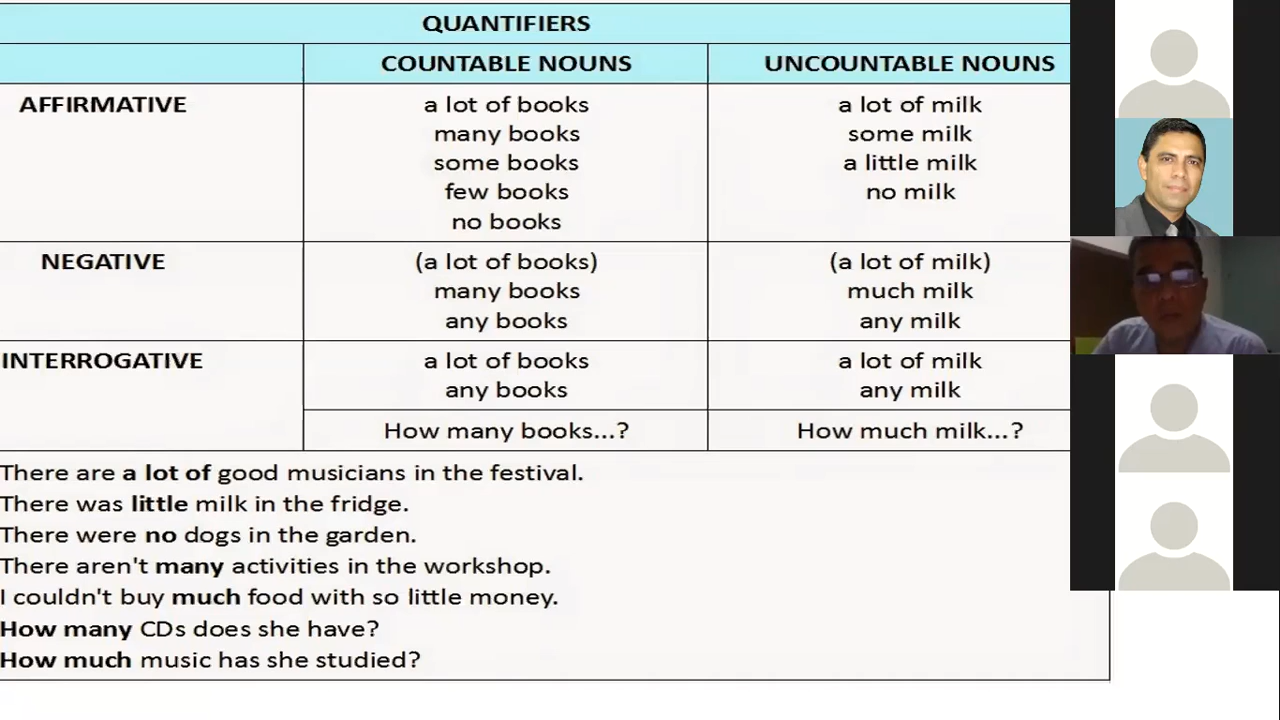 QUANTIFIERS
COUNTABLE NOUNS UNCOUNTABLE NOUNS
AFFIRMATIVE a lot of books a lot of milk
many books some milk
some books a little milk
few books no milk
no books
NEGATIVE (a lot of books) (a lot of milk)
many books much milk
any books any milk
INTERROGATIVE a lot of books a lot of milk
any books any milk
How many books...? How much milk...?
There are a lot of good musicians in the festival.
There was little milk in the fridge.
There were no dogs in the garden.
There aren't many activities in the workshop.
I couldn't buy much food with so little money.
How many CDs does she have?
How much music has she studied?